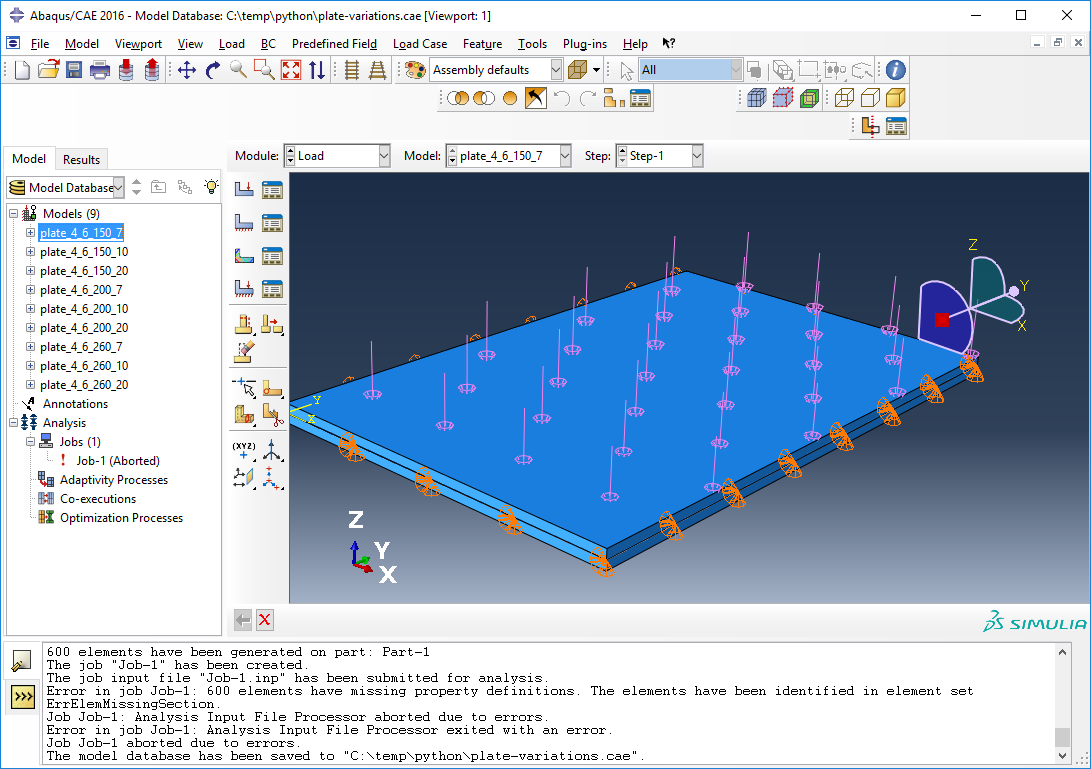 Abaqus/CAE 2016 - Model Database: C:\temp\python\plate-variations.cae [Viewport: 1]
File Model Viewport View Load BC Predefined Field Load Case Feature Tools Plug-ins Help
Assembly defaults All
Model Results Module: Load Model: plate_4_6_150_7 Step: Step-1
Model Database
Models (9)
plate_4_6_150_7
plate_4_6_150_10
plate_4_6_150_20
plate_4_6_200_7
plate_4_6_200_10
plate_4_6_200_20
plate_4_6_260_7
plate_4_6_260_10
plate_4_6_260_20
Annotations
Analysis
Jobs (1)
Job-1 (Aborted)
Adaptivity Processes
Co-executions
Optimization Processes
(XYZ)
Z
Y
X
Y
X
Z
Y
X
SIMULIA
600 elements have been generated on part: Part-1
The job "Job-1" has been created.
The job input file "Job-1.inp" has been submitted for analysis.
Error in job Job-1: 600 elements have missing property definitions. The elements have been identified in element set
ErrElemMissingSection.
Job Job-1: Analysis Input File Processor aborted due to errors.
Error in job Job-1: Analysis Input File Processor exited with an error.
Job Job-1 aborted due to errors.
The model database has been saved to "C:\temp\python\plate-variations.cae".